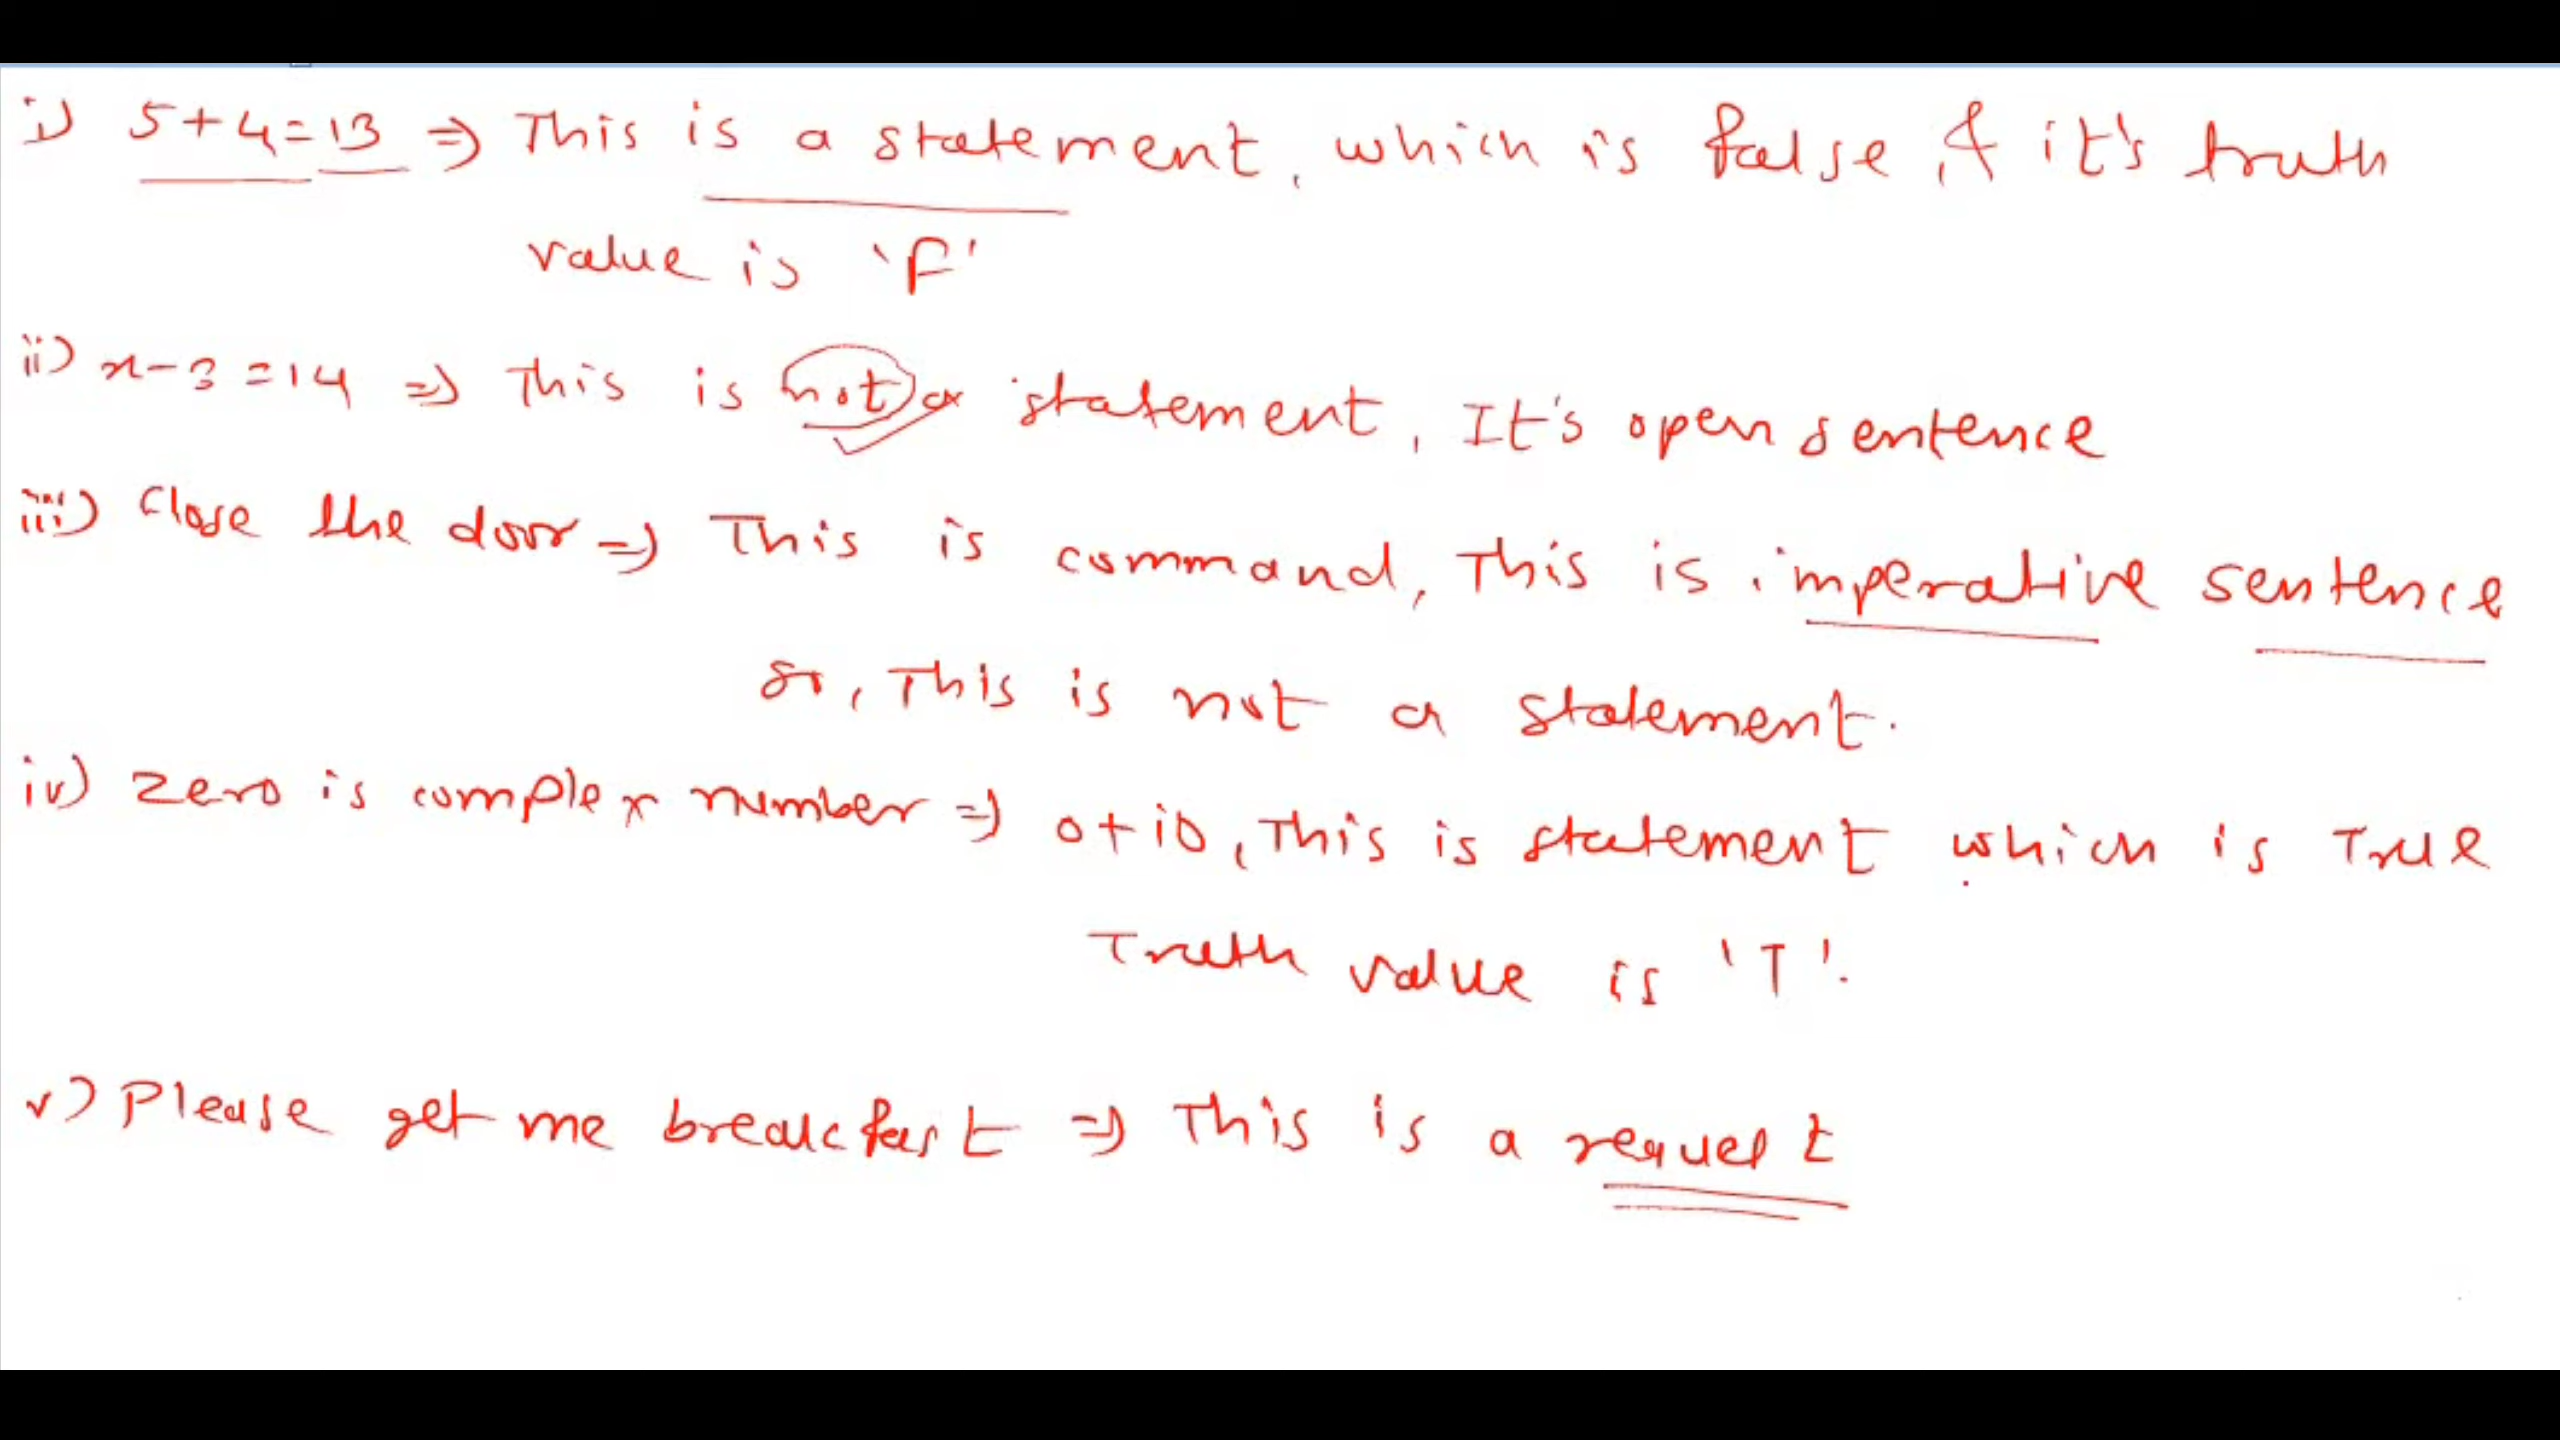 i) 5+4=13 => This is a statement, which is false, & it's truth
value is 'F'
ii) x-3=14 => This is not a statement, It's open sentence
iii) Close the door => This is command, This is imperative sentence
so, This is not a statement.
iv) Zero is complex number => 0+i0, This is statement which is True
Truth value is 'T'.
v) Please get me breakfast => This is a request